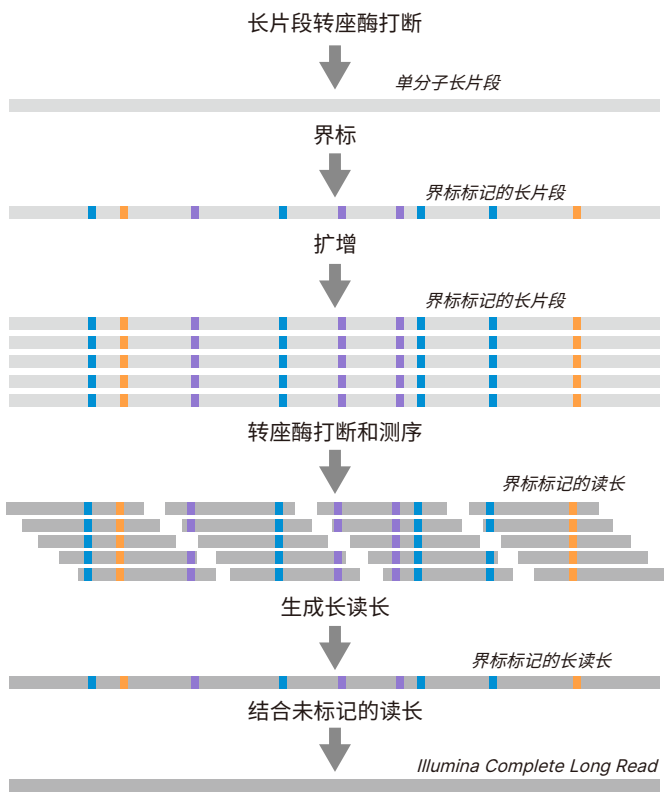 长片段转座酶打断
单分子长片段
界标
界标标记的长片段
扩增
界标标记的长片段
转座酶打断和测序
界标标记的读长
生成长读长
界标标记的长读长
结合未标记的读长
Illumina Complete Long Read